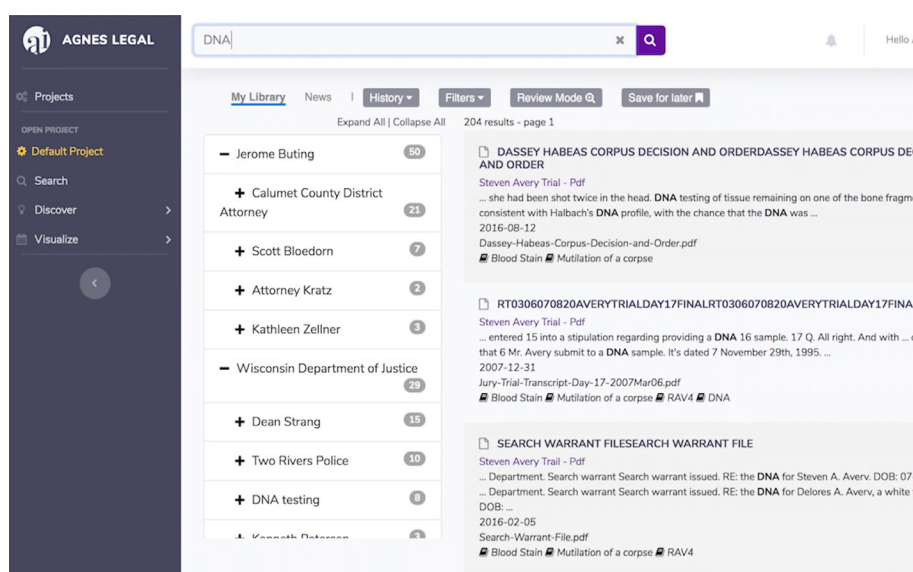 AGNES LEGAL
DNA
Hello
Projects
OPEN PROJECT
Default Project
Search
Discover
Visualize
My Library News | History Filters Review Mode Save for later
Expand All | Collapse All
204 results - page 1
Jerome Buting 50
Calumet County District
Attorney 21
Scott Bloedorn 7
Attorney Kratz 2
Kathleen Zellner 3
Wisconsin Department of Justice
29
Dean Strang 15
Two Rivers Police 10
DNA testing 8
Kenneth Petersen 3
DASSEY HABEAS CORPUS DECISION AND ORDERDASSEY HABEAS CORPUS DE
AND ORDER
Steven Avery Trial - Pdf
... she had been shot twice in the head. DNA testing of tissue remaining on one of the bone fragm
consistent with Halbach's DNA profile, with the chance that the DNA was ...
2016-08-12
Dassey-Habeas-Corpus-Decision-and-Order.pdf
Blood Stain Mutilation of a corpse
RT0306070820AVERYTRIALDAY17FINALRT0306070820AVERYTRIALDAY17FINA
Steven Avery Trial - Pdf
... entered 15 into a stipulation regarding providing a DNA 16 sample. 17 Q. All right. And with ...
that 6 Mr. Avery submit to a DNA sample. It's dated 7 November 29th, 1995. ...
2007-12-31
Jury-Trial-Transcript-Day-17-2007Mar06.pdf
Blood Stain Mutilation of a corpse RAV4 DNA
SEARCH WARRANT FILESEARCH WARRANT FILE
Steven Avery Trail - Pdf
... Department. Search warrant Search warrant issued. RE: the DNA for Steven A. Averv. DOB: 07
... Department. Search warrant Search warrant issued. RE: the DNA for Delores A. Averv, a white
DOB: ...
2016-02-05
Search-Warrant-File.pdf
Blood Stain Mutilation of a corpse RAV4